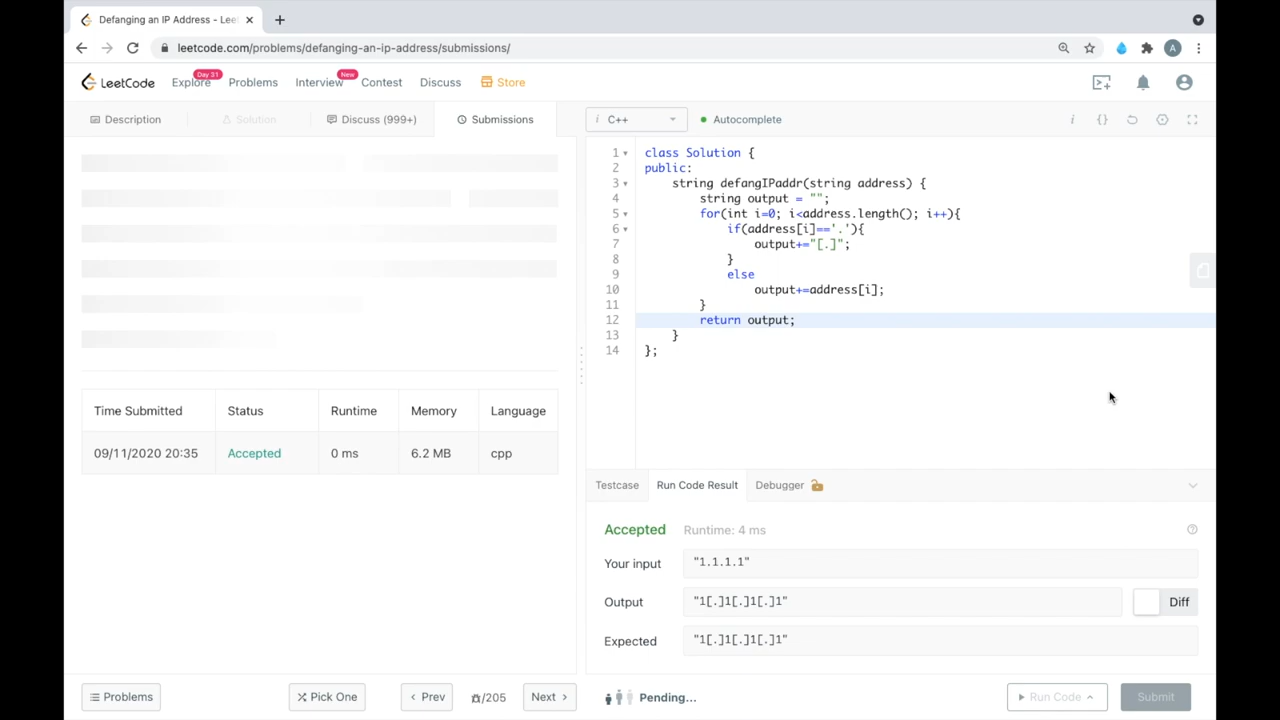 Defanging an IP Address - Lee
leetcode.com/problems/defanging-an-ip-address/submissions/
A
LeetCode
Explore
Day 31
Problems
Interview
New
Contest
Discuss
Store
Description
Solution
Discuss (999+)
Submissions
i C++
Autocomplete
i
{}
1 class Solution {
2 public:
3 string defangIPaddr(string address) {
4 string output = "";
5 for(int i=0; i<address.length(); i++){
6 if(address[i]=='.'){
7 output+="[.]";
8 }
9 else
10 output+=address[i];
11 }
12 return output;
13 }
14 };
Time Submitted Status Runtime Memory Language
09/11/2020 20:35 Accepted 0 ms 6.2 MB cpp
Testcase
Run Code Result
Debugger
Accepted Runtime: 4 ms
Your input "1.1.1.1"
Output "1[.]1[.]1[.]1"
Diff
Expected "1[.]1[.]1[.]1"
Problems
Pick One
Prev
/205
Next
Pending...
Run Code
Submit